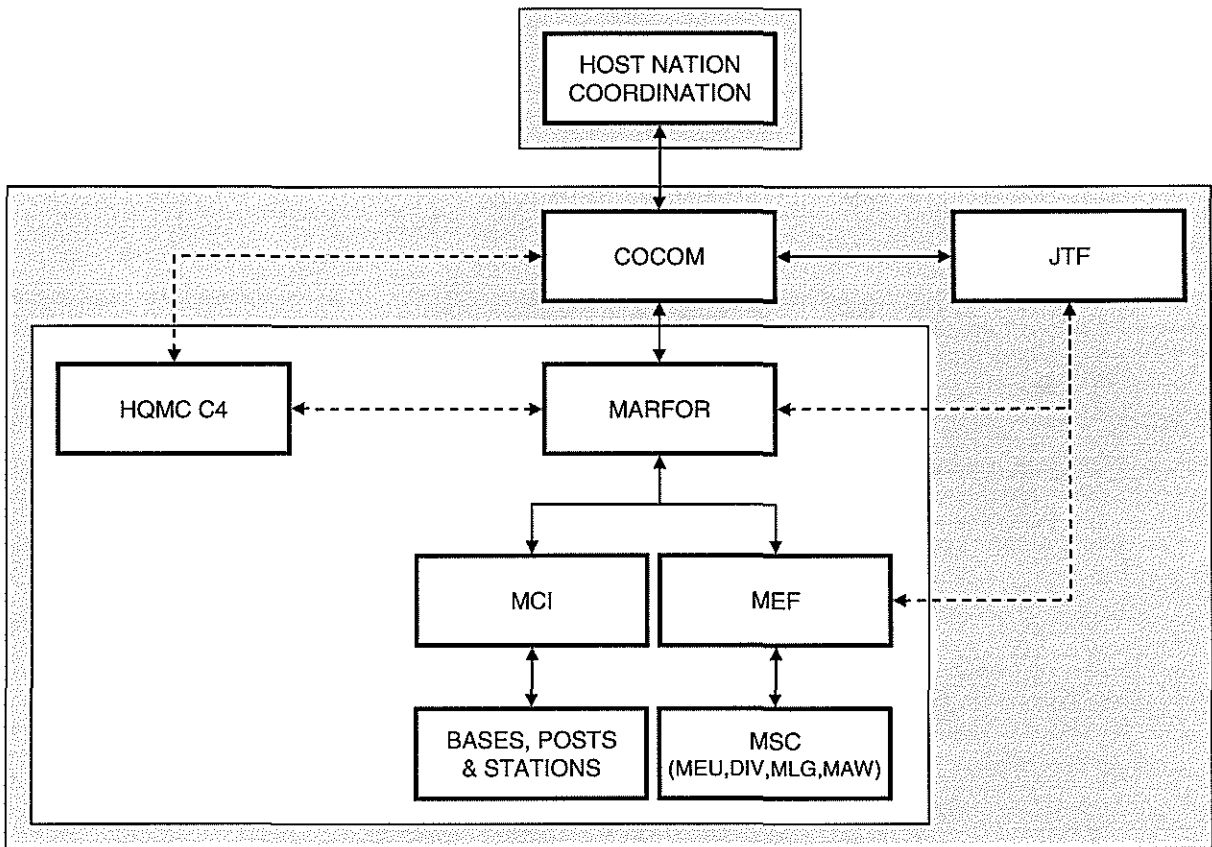 HOST NATION
COORDINATION
COCOM
JTF
HQMC C4
MARFOR
MCI
MEF
BASES, POSTS
& STATIONS
MSC
(MEU,DIV,MLG,MAW)